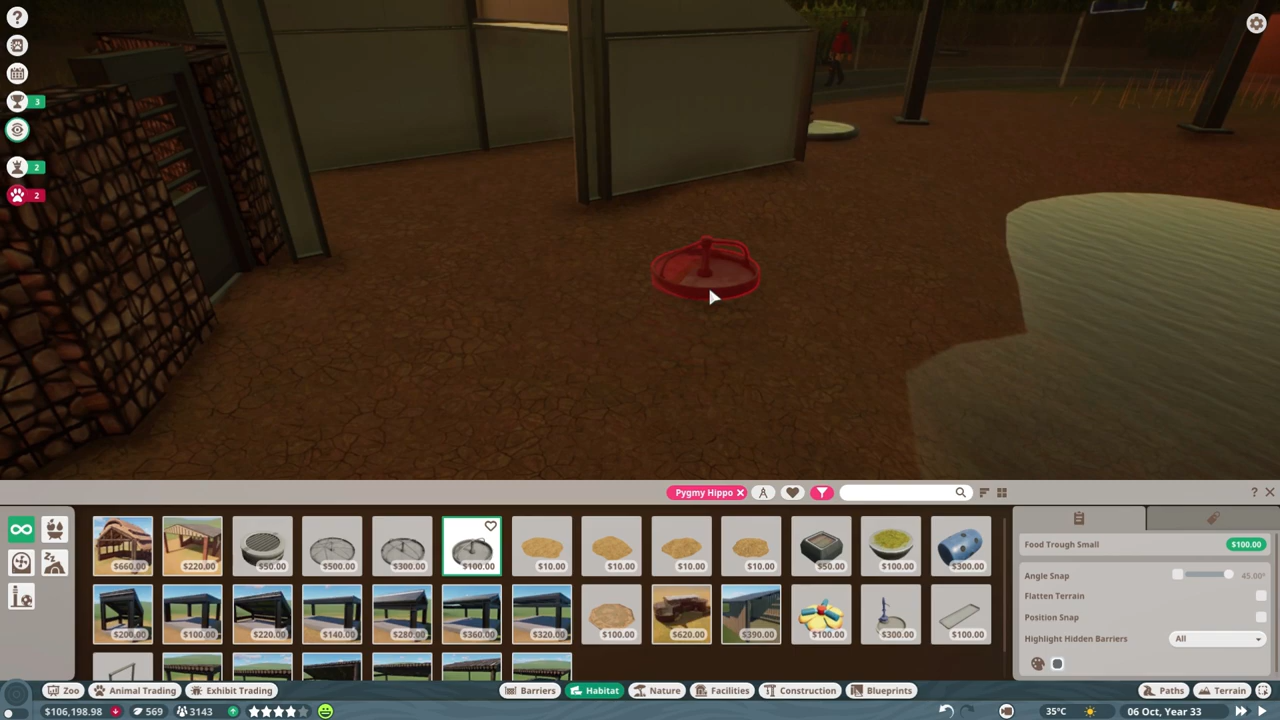 ?
3
2
2
Pygmy Hippo ×
? ×
$660.00 $220.00 $50.00 $500.00 $300.00 $100.00 $10.00 $10.00 $10.00 $10.00 $50.00 $100.00 $300.00
$200.00 $100.00 $220.00 $140.00 $280.00 $360.00 $320.00 $100.00 $620.00 $390.00 $100.00 $300.00 $100.00
Food Trough Small $100.00
Angle Snap 45.00°
Flatten Terrain
Position Snap
Highlight Hidden Barriers All
Zoo Animal Trading Exhibit Trading Barriers Habitat Nature Facilities Construction Blueprints Paths Terrain
$106,198.98 569 3143 35°C 06 Oct, Year 33